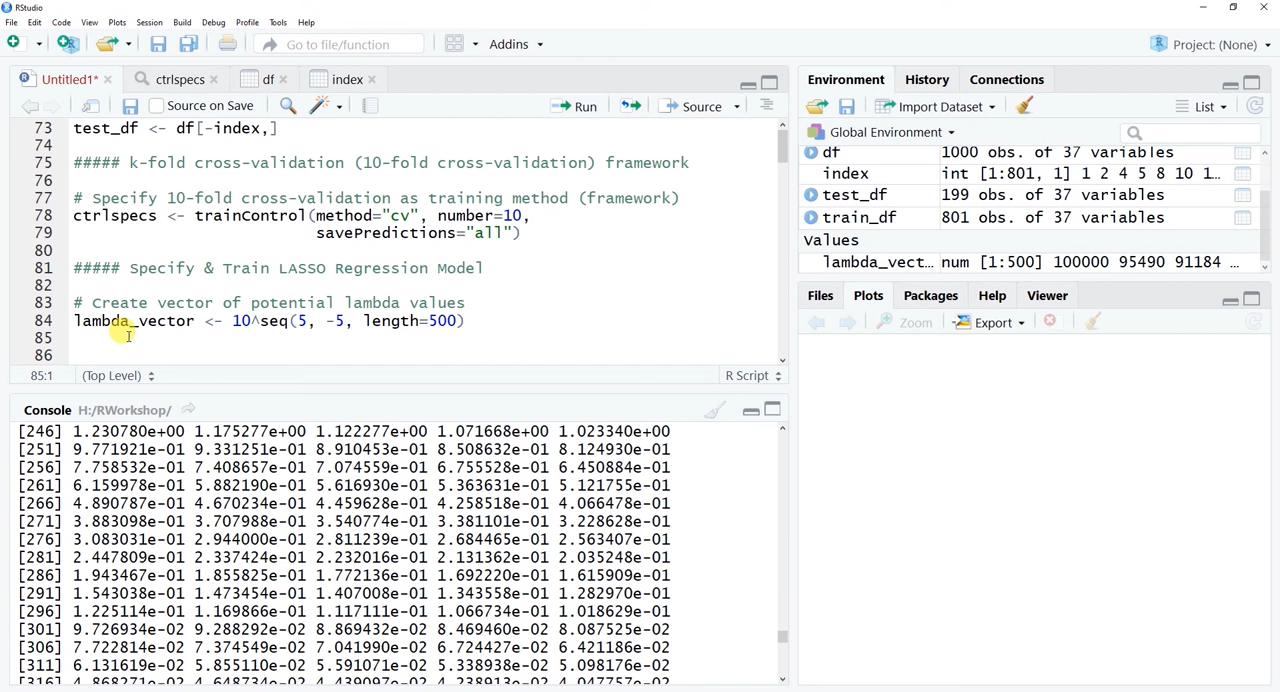 RStudio
File Edit Code View Plots Session Build Debug Profile Tools Help
Go to file/function
Addins
Project: (None)
Untitled1*
ctrlspecs
df
index
Source on Save
Run
Source
73 test_df <- df[-index,]
74
75 ##### k-fold cross-validation (10-fold cross-validation) framework
76
77 # Specify 10-fold cross-validation as training method (framework)
78 ctrlspecs <- trainControl(method="cv", number=10,
79 savePredictions="all")
80
81 ##### Specify & Train LASSO Regression Model
82
83 # Create vector of potential lambda values
84 lambda_vector <- 10^seq(5, -5, length=500)
85
86
85:1 (Top Level) R Script
Console H:/RWorkshop/
[246] 1.230780e+00 1.175277e+00 1.122277e+00 1.071668e+00 1.023340e+00
[251] 9.771921e-01 9.331251e-01 8.910453e-01 8.508632e-01 8.124930e-01
[256] 7.758532e-01 7.408657e-01 7.074559e-01 6.755528e-01 6.450884e-01
[261] 6.159978e-01 5.882190e-01 5.616930e-01 5.363631e-01 5.121755e-01
[266] 4.890787e-01 4.670234e-01 4.459628e-01 4.258518e-01 4.066478e-01
[271] 3.883098e-01 3.707988e-01 3.540774e-01 3.381101e-01 3.228628e-01
[276] 3.083031e-01 2.944000e-01 2.811239e-01 2.684465e-01 2.563407e-01
[281] 2.447809e-01 2.337424e-01 2.232016e-01 2.131362e-01 2.035248e-01
[286] 1.943467e-01 1.855825e-01 1.772136e-01 1.692220e-01 1.615909e-01
[291] 1.543038e-01 1.473454e-01 1.407008e-01 1.343558e-01 1.282970e-01
[296] 1.225114e-01 1.169866e-01 1.117111e-01 1.066734e-01 1.018629e-01
[301] 9.726934e-02 9.288292e-02 8.869432e-02 8.469460e-02 8.087525e-02
[306] 7.722814e-02 7.374549e-02 7.041990e-02 6.724427e-02 6.421186e-02
[311] 6.131619e-02 5.855110e-02 5.591071e-02 5.338938e-02 5.098176e-02
[316] 4.868271e-02 4.648734e-02 4.439097e-02 4.238913e-02 4.047757e-02
Environment History Connections
Import Dataset
List
Global Environment
df 1000 obs. of 37 variables
index int [1:801, 1] 1 2 4 5 8 10 1...
test_df 199 obs. of 37 variables
train_df 801 obs. of 37 variables
Values
lambda_vect... num [1:500] 100000 95490 91184 ...
Files Plots Packages Help Viewer
Zoom
Export